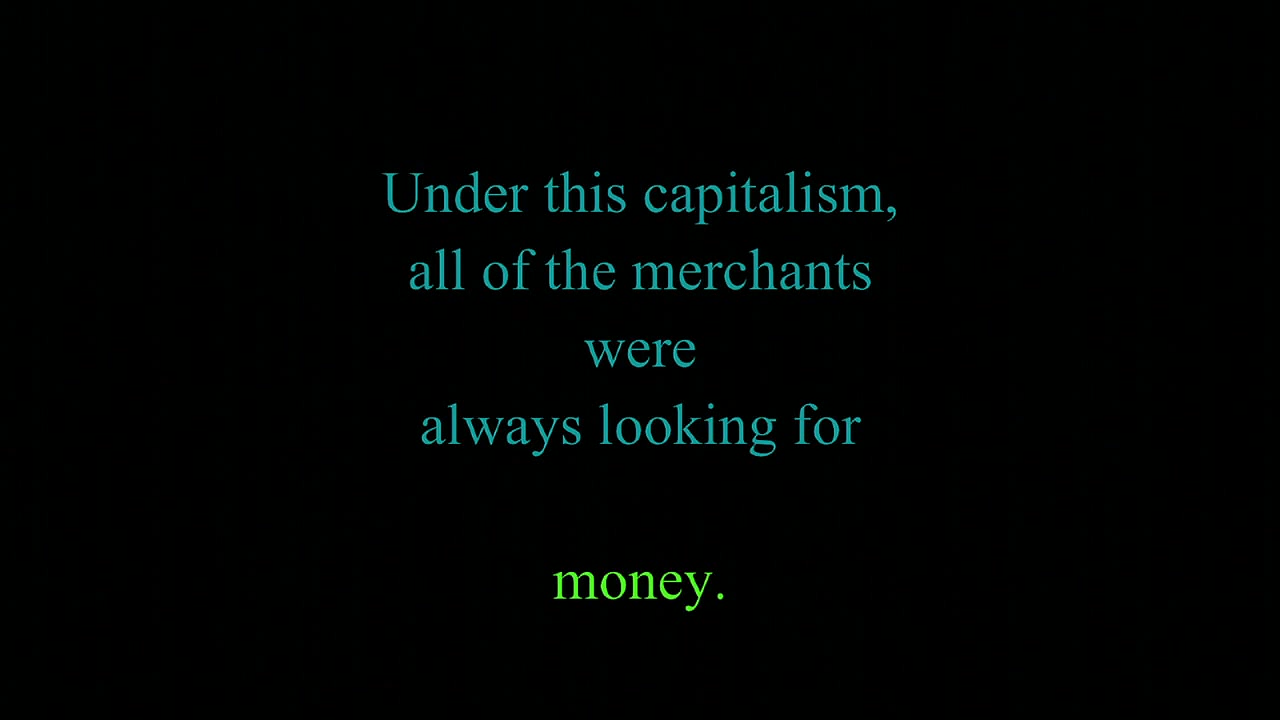 Under this capitalism,
all of the merchants
were
always looking for
money.